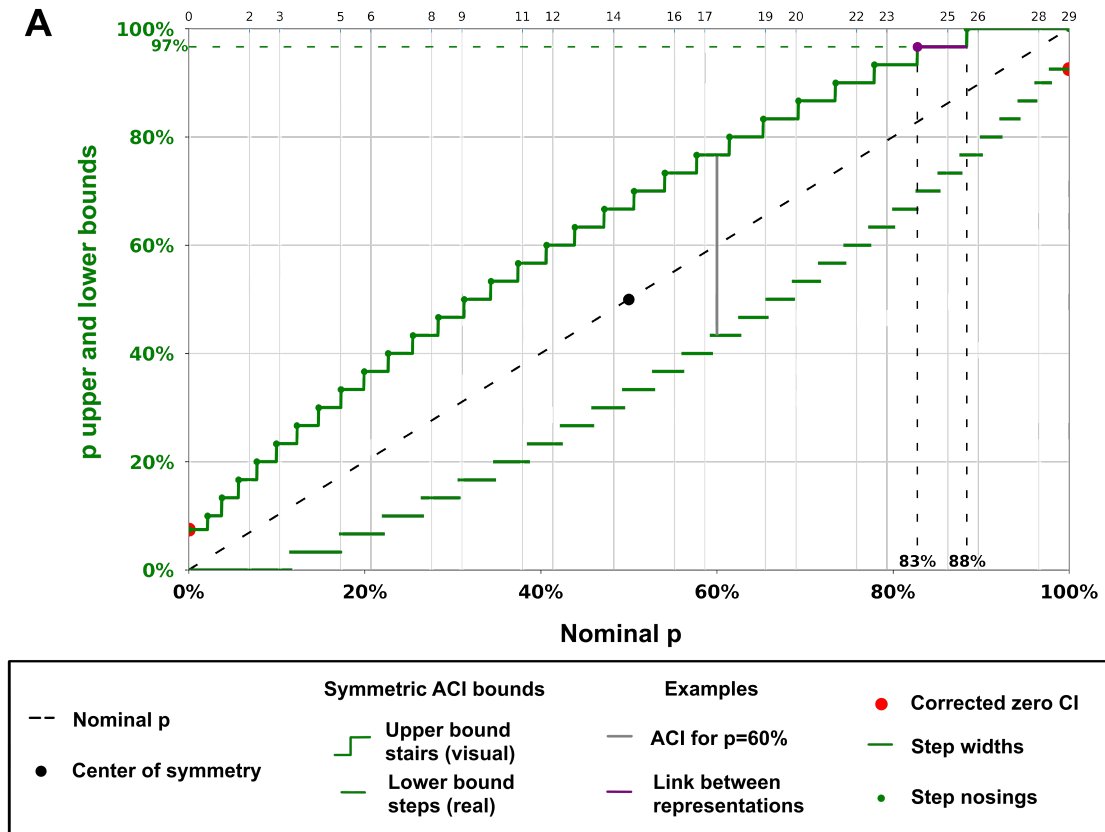 A
0 2 3 5 6 8 9 11 12 14 16 17 19 20 22 23 25 26 28 29
100%
97%
80%
60%
40%
20%
0%
p upper and lower bounds
83% 88%
0% 20% 40% 60% 80% 100%
Nominal p
Symmetric ACI bounds
Examples
Nominal p
Center of symmetry
Upper bound
stairs (visual)
Lower bound
steps (real)
ACI for p=60%
Link between
representations
Corrected zero CI
Step widths
Step nosings